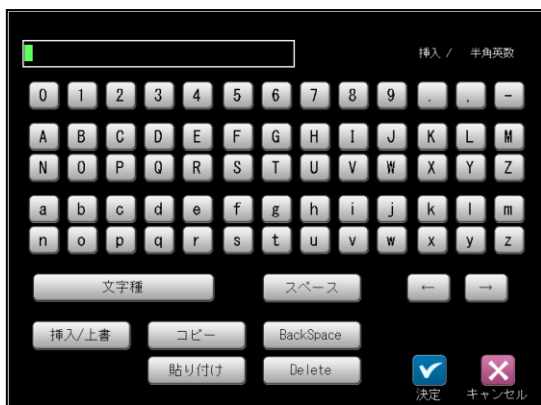 挿入 / 半角英数
0 1 2 3 4 5 6 7 8 9 . , -
A B C D E F G H I J K L M
N O P Q R S T U V W X Y Z
a b c d e f g h i j k l m
n o p q r s t u v w x y z
文字種 スペース ← →
挿入/上書 コピー BackSpace
貼り付け Delete
決定 キャンセル